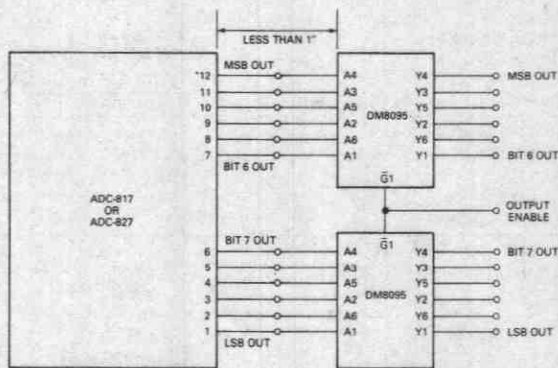 LESS THAN 1"
MSB OUT
"12 A4 Y4 MSB OUT
11 A3 Y3
10 A5 Y5
DM8095
9 A2 Y2
8 A6 Y6
7 A1 Y1 BIT 6 OUT
BIT 6 OUT
G̅1
ADC-817
OR
ADC-827
OUTPUT
ENABLE
G̅1
BIT 7 OUT
6 A4 Y4 BIT 7 OUT
5 A3 Y3
4 A5 Y5
DM8095
3 A2 Y2
2 A6 Y6
1 A1 Y1 LSB OUT
LSB OUT